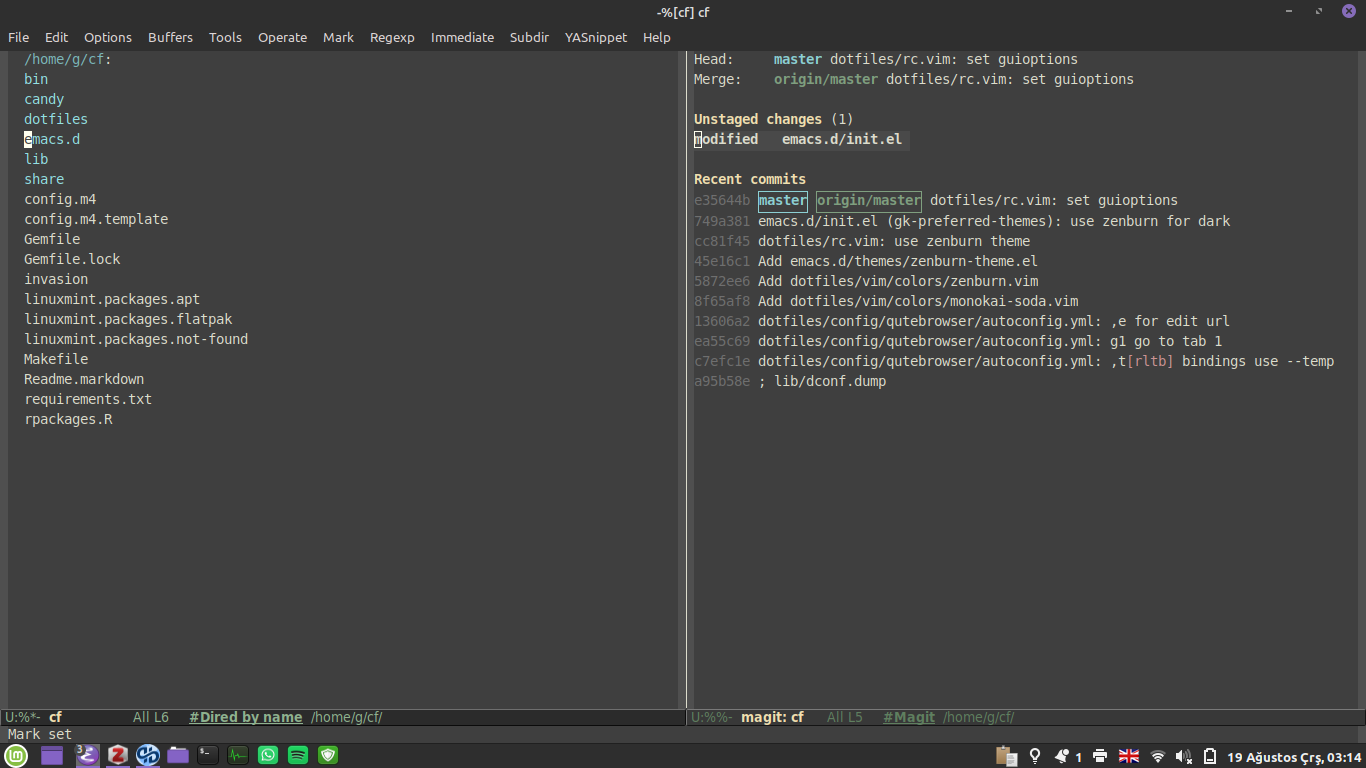 -%[cf] cf
File Edit Options Buffers Tools Operate Mark Regexp Immediate Subdir YASnippet Help
/home/g/cf:
bin
candy
dotfiles
emacs.d
lib
share
config.m4
config.m4.template
Gemfile
Gemfile.lock
invasion
linuxmint.packages.apt
linuxmint.packages.flatpak
linuxmint.packages.not-found
Makefile
Readme.markdown
requirements.txt
rpackages.R
U:%*- cf All L6 #Dired by name /home/g/cf/
Head: master dotfiles/rc.vim: set guioptions
Merge: origin/master dotfiles/rc.vim: set guioptions
Unstaged changes (1)
modified emacs.d/init.el
Recent commits
e35644b master origin/master dotfiles/rc.vim: set guioptions
749a381 emacs.d/init.el (gk-preferred-themes): use zenburn for dark
cc81f45 dotfiles/rc.vim: use zenburn theme
45e16c1 Add emacs.d/themes/zenburn-theme.el
5872ee6 Add dotfiles/vim/colors/zenburn.vim
8f65af8 Add dotfiles/vim/colors/monokai-soda.vim
13606a2 dotfiles/config/qutebrowser/autoconfig.yml: ,e for edit url
ea55c69 dotfiles/config/qutebrowser/autoconfig.yml: g1 go to tab 1
c7efc1e dotfiles/config/qutebrowser/autoconfig.yml: ,t[rltb] bindings use --temp
a95b58e ; lib/dconf.dump
U:%%- magit: cf All L5 #Magit /home/g/cf/
Mark set
3
1
19 Ağustos Çrş, 03:14